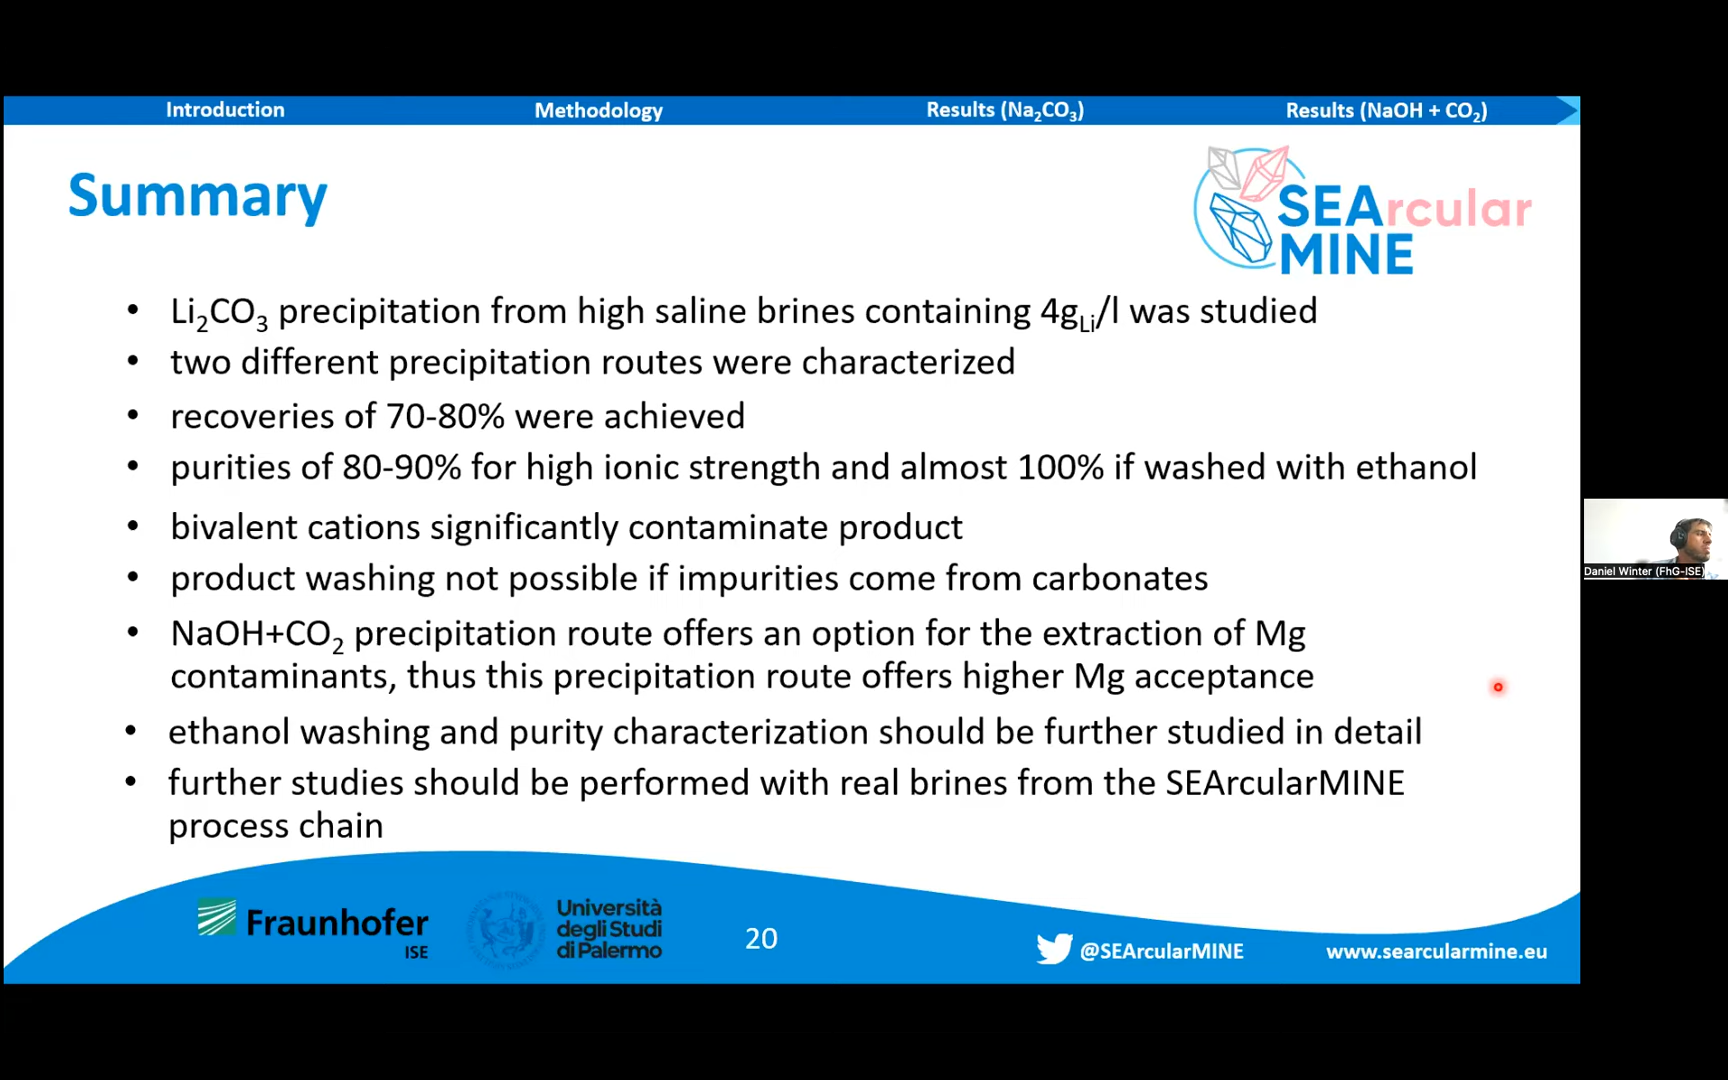 Introduction
Methodology
Results (Na₂CO₃)
Results (NaOH + CO₂)
Summary
SEArcular
MINE
• Li₂CO₃ precipitation from high saline brines containing 4g_Li/l was studied
• two different precipitation routes were characterized
• recoveries of 70-80% were achieved
• purities of 80-90% for high ionic strength and almost 100% if washed with ethanol
• bivalent cations significantly contaminate product
• product washing not possible if impurities come from carbonates
• NaOH+CO₂ precipitation route offers an option for the extraction of Mg
contaminants, thus this precipitation route offers higher Mg acceptance
• ethanol washing and purity characterization should be further studied in detail
• further studies should be performed with real brines from the SEArcularMINE
process chain
Daniel Winter (FhG-ISE)
Fraunhofer
ISE
Università
degli Studi
di Palermo
20
@SEArcularMINE
www.searcularmine.eu